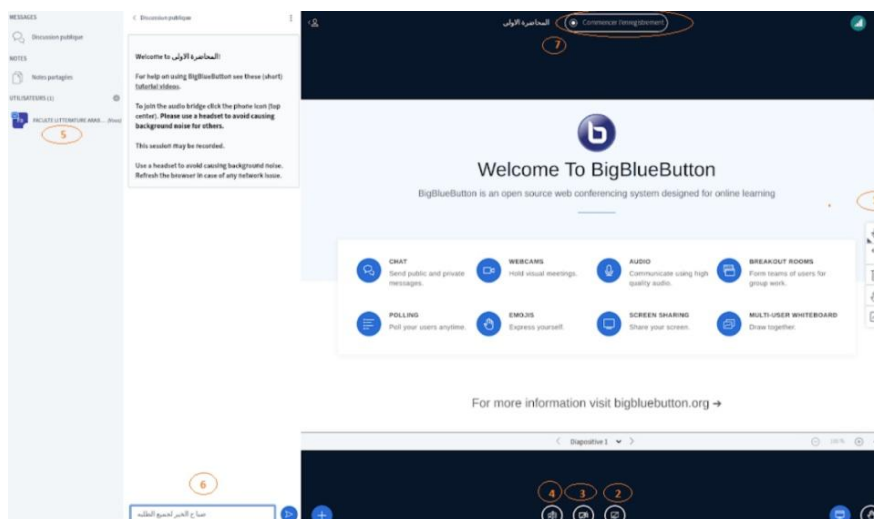 MESSAGES
Discussion publique
NOTES
Notes partagées
UTILISATEURS (1)
FACULTE LITTERATURE ARAB... (Vous)
5
Discussion publique
Welcome to المحاضرة الاولى!
For help on using BigBlueButton see these (short)
tutorial videos.
To join the audio bridge click the phone icon (top
center). Please use a headset to avoid causing
background noise for others.
This session may be recorded.
Use a headset to avoid causing background noise.
Refresh the browser in case of any network issue.
6
صباح الخير لجميع الطلبة
المحاضرة الاولى
Commencer l'enregistrement
7
b
Welcome To BigBlueButton
BigBlueButton is an open source web conferencing system designed for online learning
CHAT
Send public and private
messages.
WEBCAMS
Hold visual meetings.
AUDIO
Communicate using high
quality audio.
BREAKOUT ROOMS
Form teams of users for
group work.
POLLING
Poll your users anytime.
EMOJIS
Express yourself.
SCREEN SHARING
Share your screen.
MULTI-USER WHITEBOARD
Draw together.
For more information visit bigbluebutton.org →
Diapositive 1
100 %
4 3 2